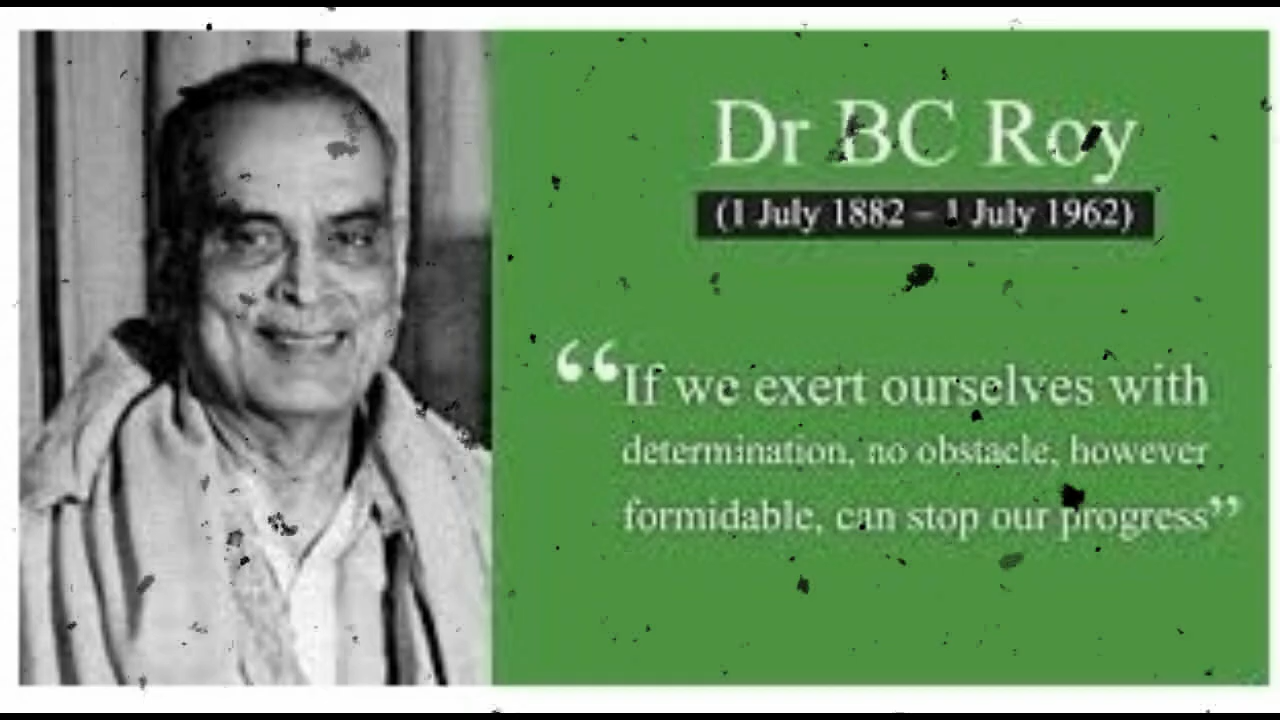 Dr BC Roy
(1 July 1882 – 1 July 1962)
“If we exert ourselves with
determination, no obstacle, however
formidable, can stop our progress”